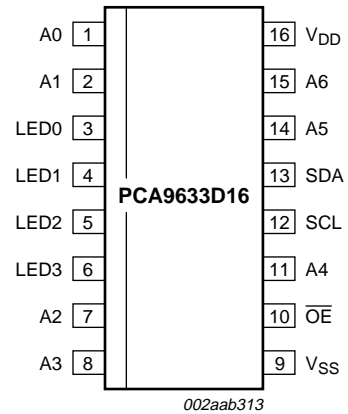 A0 1 16 VDD
A1 2 15 A6
LED0 3 14 A5
LED1 4 13 SDA
PCA9633D16
LED2 5 12 SCL
LED3 6 11 A4
A2 7 10 O̅E̅
A3 8 9 VSS
002aab313